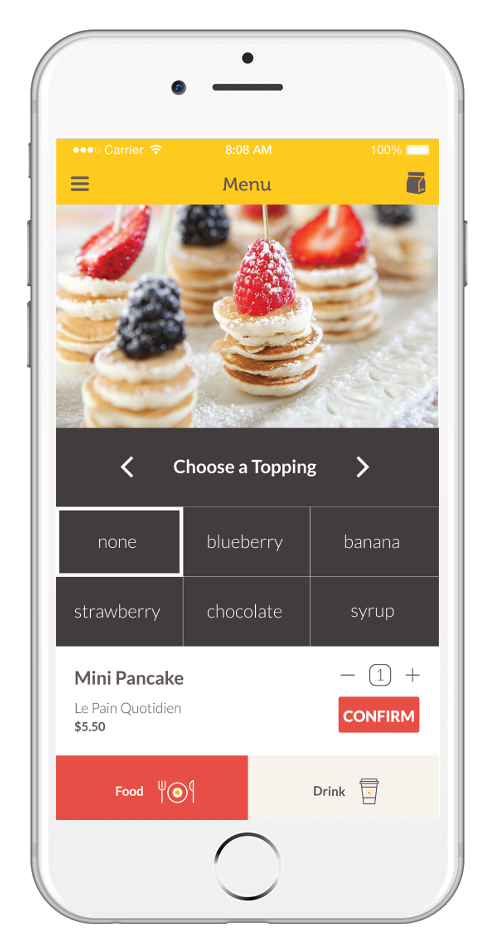 Carrier 8:08 AM 100%
Menu
Choose a Topping
none blueberry banana
strawberry chocolate syrup
Mini Pancake 1
Le Pain Quotidien
$5.50 CONFIRM
Food Drink